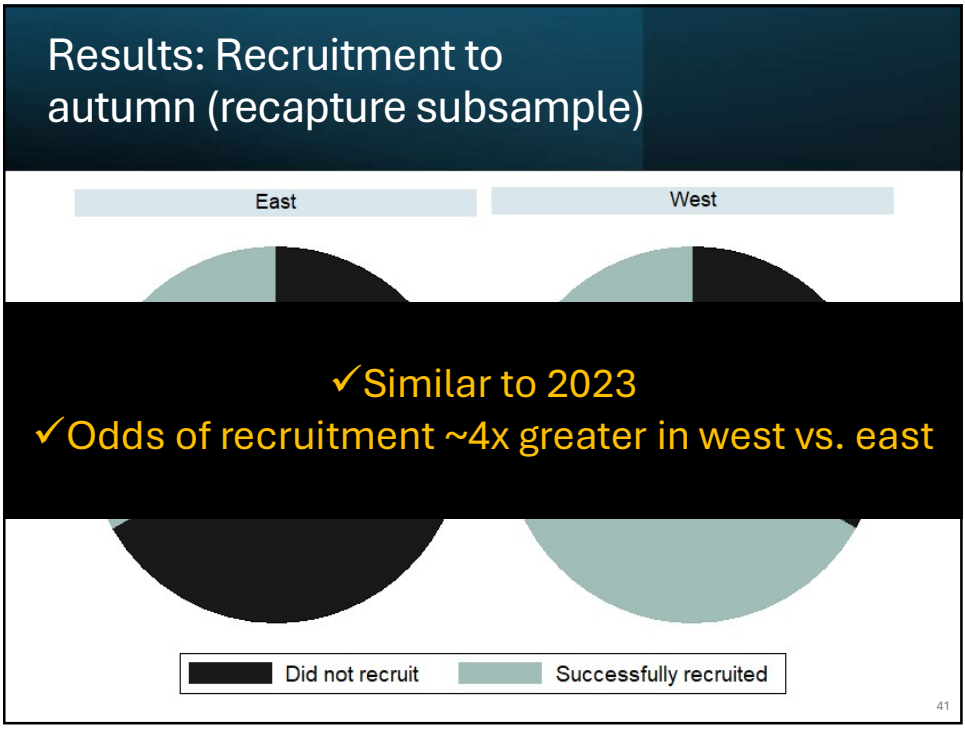 Results: Recruitment to
autumn (recapture subsample)
East
West
✓Similar to 2023
✓Odds of recruitment ~4x greater in west vs. east
Did not recruit
Successfully recruited
41